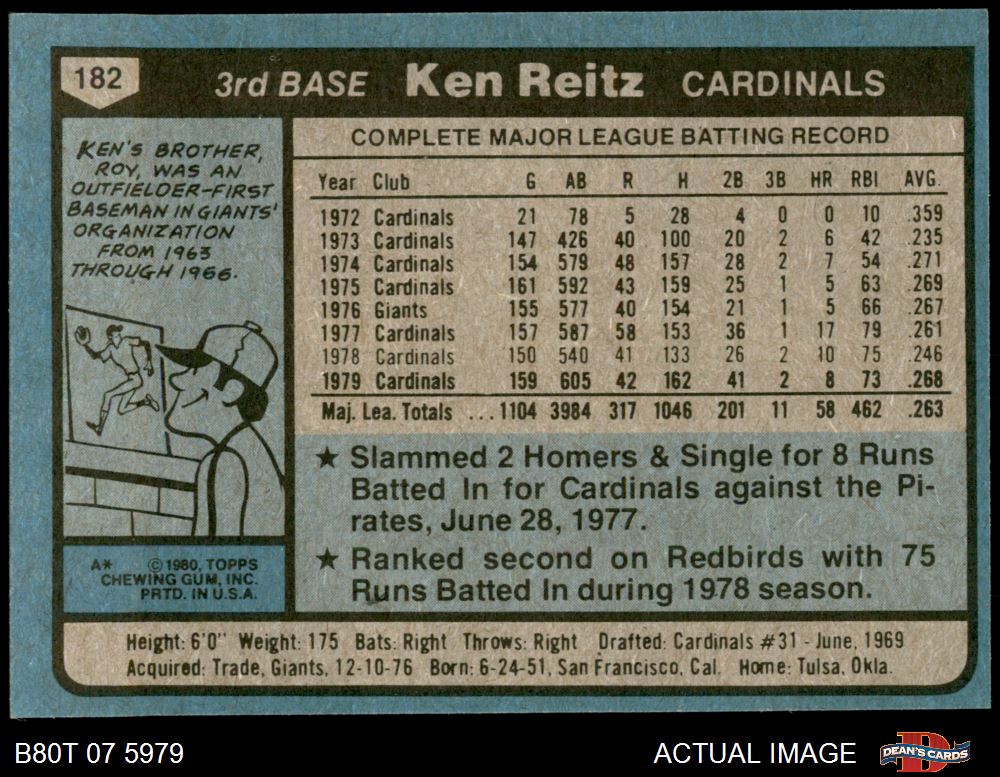 182 3rd BASE Ken Reitz CARDINALS
KEN'S BROTHER,
ROY, WAS AN
OUTFIELDER-FIRST
BASEMAN IN GIANTS'
ORGANIZATION
FROM 1963
THROUGH 1966.
COMPLETE MAJOR LEAGUE BATTING RECORD
Year Club G AB R H 2B 3B HR RBI AVG.
1972 Cardinals 21 78 5 28 4 0 0 10 .359
1973 Cardinals 147 426 40 100 20 2 6 42 .235
1974 Cardinals 154 579 48 157 28 2 7 54 .271
1975 Cardinals 161 592 43 159 25 1 5 63 .269
1976 Giants 155 577 40 154 21 1 5 66 .267
1977 Cardinals 157 587 58 153 36 1 17 79 .261
1978 Cardinals 150 540 41 133 26 2 10 75 .246
1979 Cardinals 159 605 42 162 41 2 8 73 .268
Maj. Lea. Totals ... 1104 3984 317 1046 201 11 58 462 .263
★ Slammed 2 Homers & Single for 8 Runs
Batted In for Cardinals against the Pi-
rates, June 28, 1977.
★ Ranked second on Redbirds with 75
Runs Batted In during 1978 season.
A* ©1980, TOPPS
CHEWING GUM, INC.
PRTD. IN U.S.A.
Height: 6'0" Weight: 175 Bats: Right Throws: Right Drafted: Cardinals #31 - June, 1969
Acquired: Trade, Giants, 12-10-76 Born: 6-24-51, San Francisco, Cal. Home: Tulsa, Okla.
B80T 07 5979 ACTUAL IMAGE DEAN'S CARDS